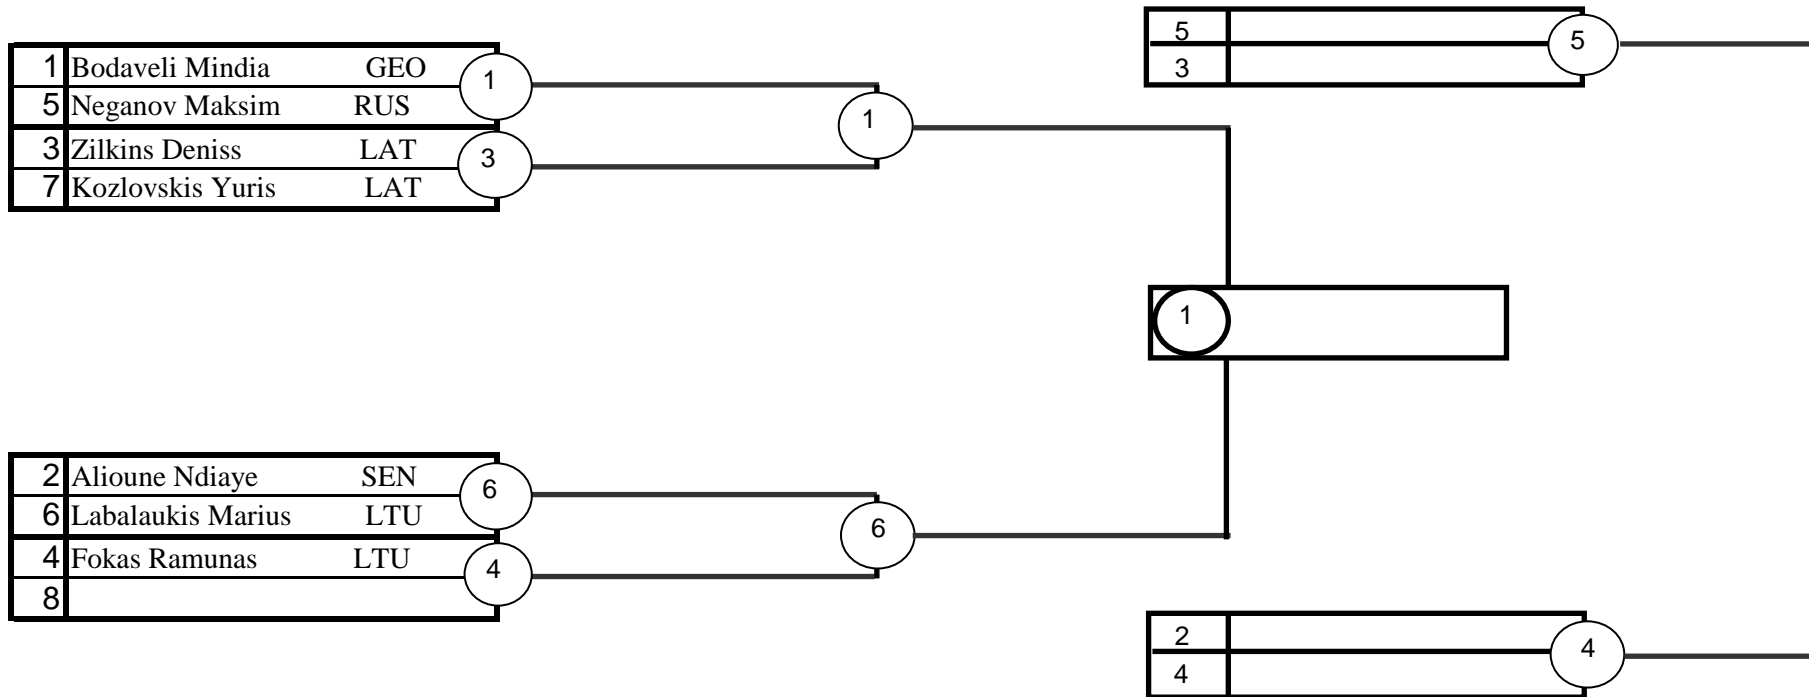 1 Bodaveli Mindia GEO
5 Neganov Maksim RUS
1
3 Zilkins Deniss LAT
7 Kozlovskis Yuris LAT
3
1
2 Alioune Ndiaye SEN
6 Labalaukis Marius LTU
6
4 Fokas Ramunas LTU
8
4
6
1
5
3
5
2
4
4